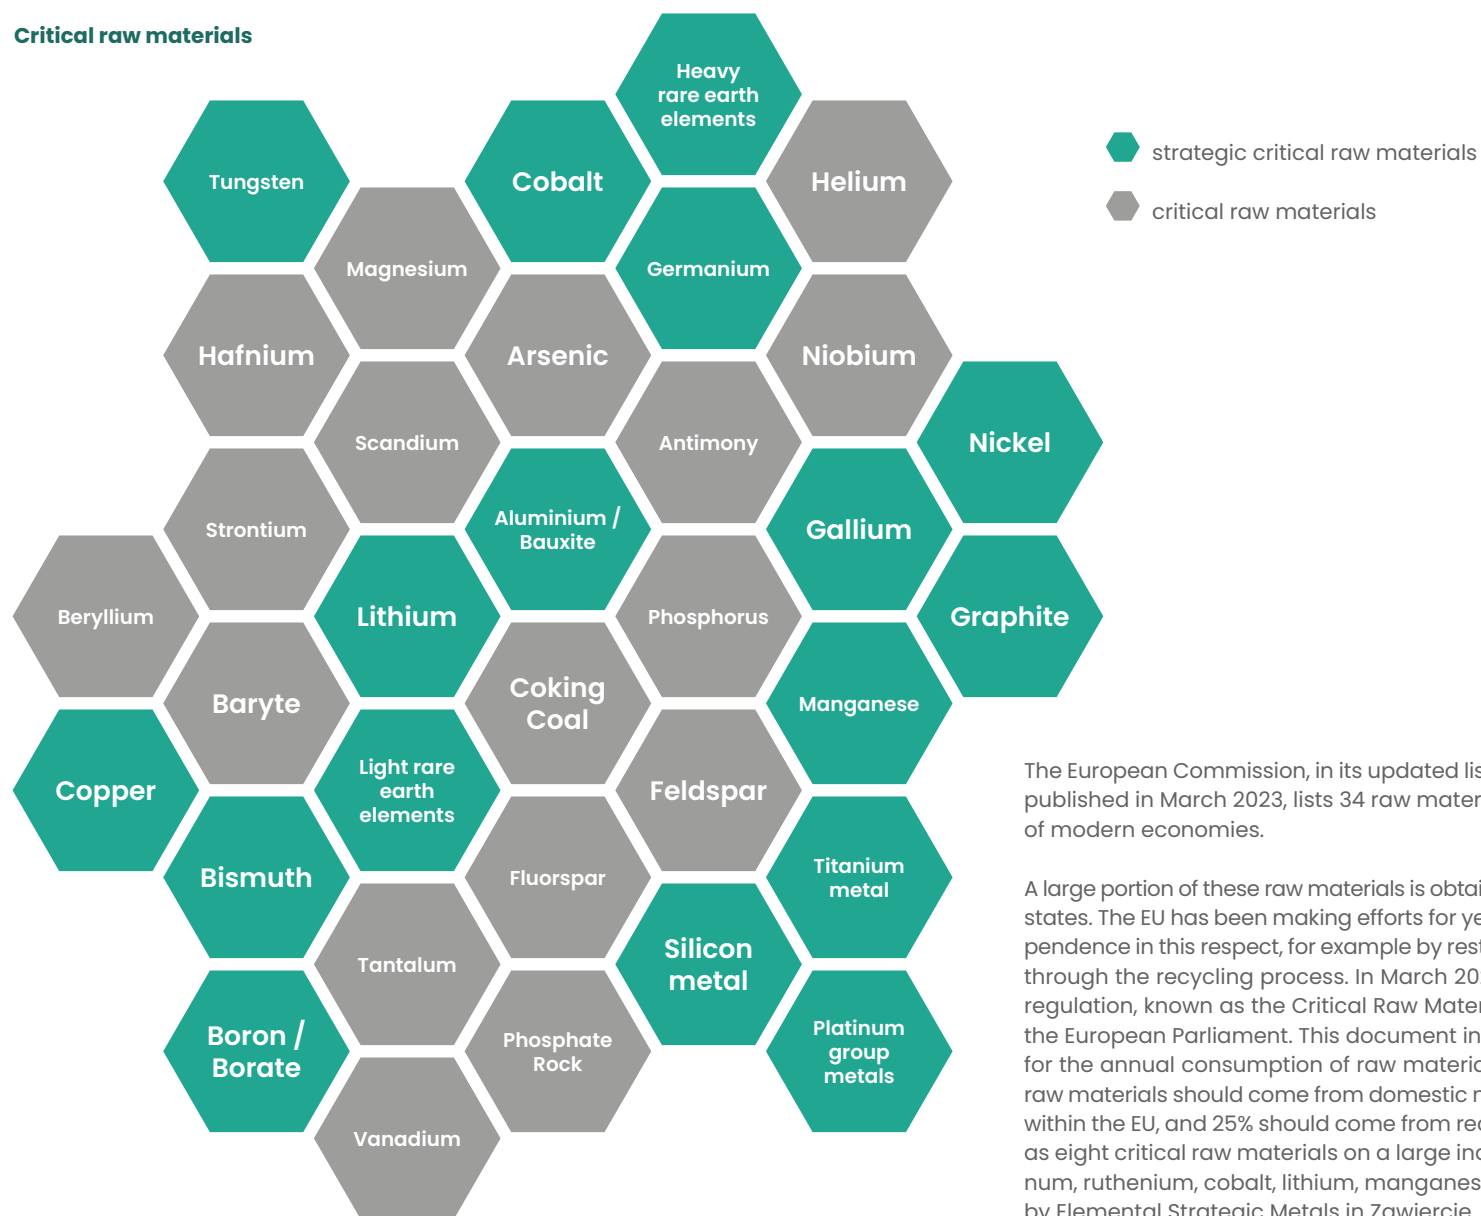 Critical raw materials
Heavy
rare earth
elements
Tungsten
Cobalt
Helium
Magnesium
Germanium
Hafnium
Arsenic
Niobium
Scandium
Antimony
Nickel
Strontium
Aluminium /
Bauxite
Gallium
Beryllium
Lithium
Phosphorus
Graphite
Baryte
Coking
Coal
Manganese
Copper
Light rare
earth
elements
Feldspar
Bismuth
Fluorspar
Titanium
metal
Tantalum
Silicon
metal
Boron /
Borate
Phosphate
Rock
Platinum
group
metals
Vanadium
strategic critical raw materials
critical raw materials
The European Commission, in its updated lis
published in March 2023, lists 34 raw mater
of modern economies.
A large portion of these raw materials is obtai
states. The EU has been making efforts for ye
pendence in this respect, for example by rest
through the recycling process. In March 20
regulation, known as the Critical Raw Mater
the European Parliament. This document in
for the annual consumption of raw materia
raw materials should come from domestic
within the EU, and 25% should come from rec
as eight critical raw materials on a large ind
num, ruthenium, cobalt, lithium, manganes
by Elemental Strategic Metals in Zawiercie